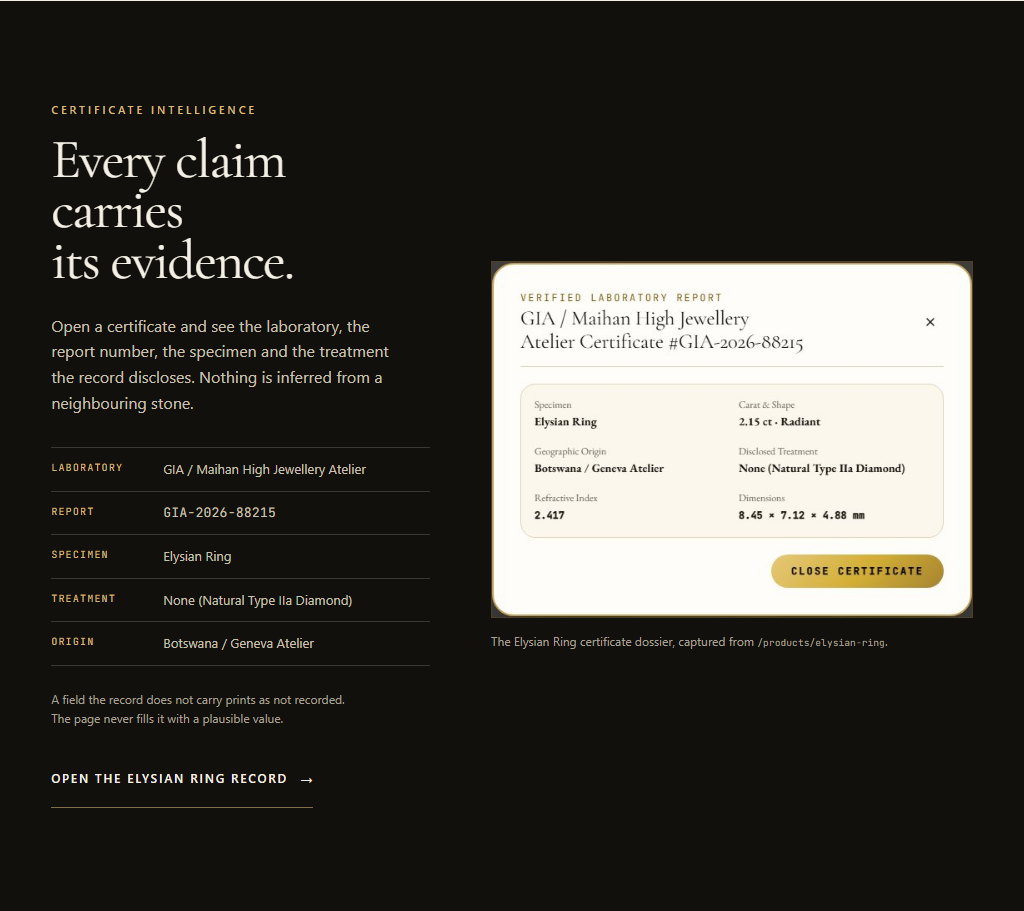 CERTIFICATE INTELLIGENCE
Every claim
carries
its evidence.
Open a certificate and see the laboratory, the
report number, the specimen and the treatment
the record discloses. Nothing is inferred from a
neighbouring stone.
LABORATORY GIA / Maihan High Jewellery Atelier
REPORT GIA-2026-88215
SPECIMEN Elysian Ring
TREATMENT None (Natural Type IIa Diamond)
ORIGIN Botswana / Geneva Atelier
A field the record does not carry prints as not recorded.
The page never fills it with a plausible value.
OPEN THE ELYSIAN RING RECORD →
VERIFIED LABORATORY REPORT
GIA / Maihan High Jewellery
Atelier Certificate #GIA-2026-88215
×
Specimen Carat & Shape
Elysian Ring 2.15 ct · Radiant
Geographic Origin Disclosed Treatment
Botswana / Geneva Atelier None (Natural Type IIa Diamond)
Refractive Index Dimensions
2.417 8.45 × 7.12 × 4.88 mm
CLOSE CERTIFICATE
The Elysian Ring certificate dossier, captured from /products/elysian-ring.